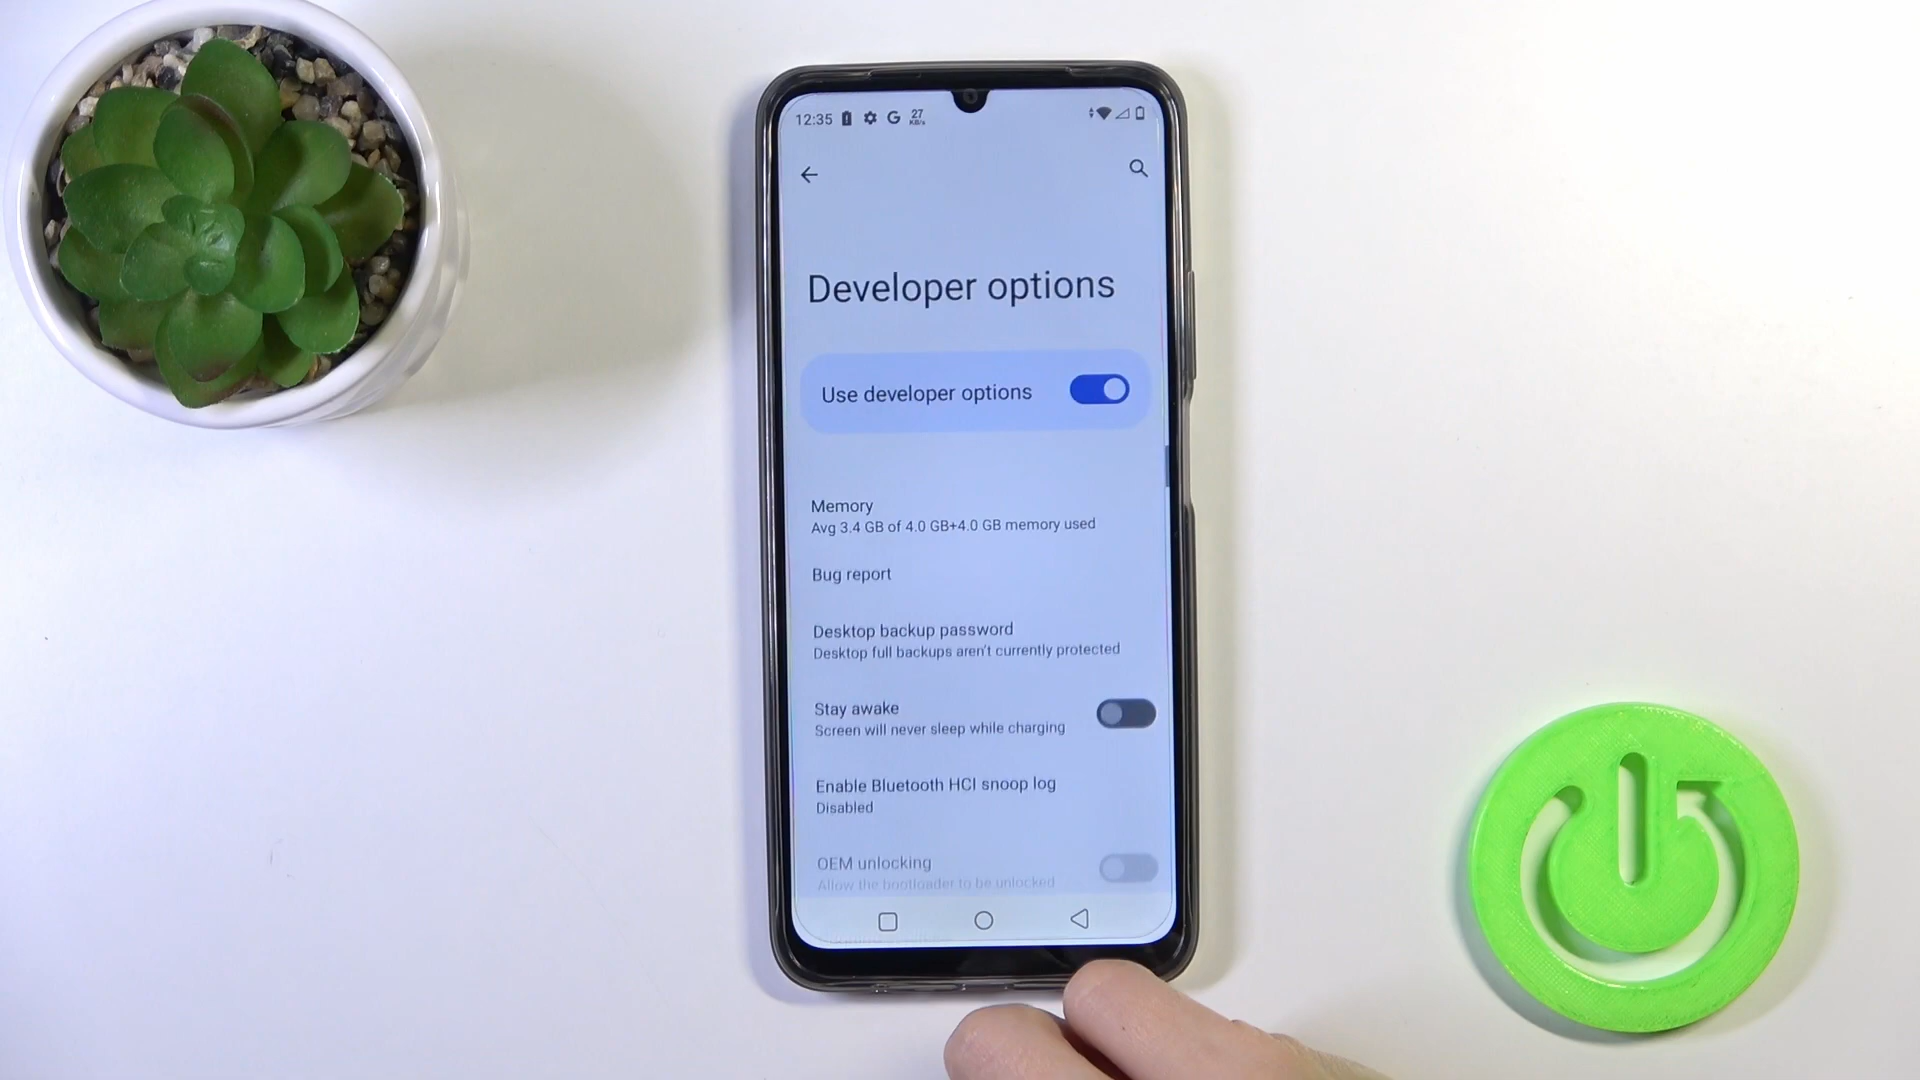 12:35 G 27 KB/s
Developer options
Use developer options
Memory
Avg 3.4 GB of 4.0 GB+4.0 GB memory used
Bug report
Desktop backup password
Desktop full backups aren't currently protected
Stay awake
Screen will never sleep while charging
Enable Bluetooth HCI snoop log
Disabled
OEM unlocking
Allow the bootloader to be unlocked